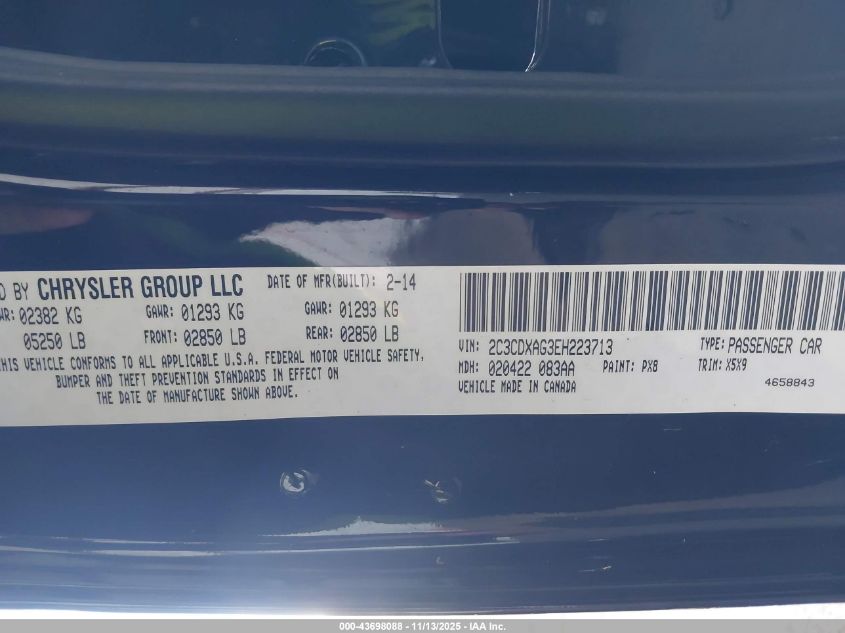 D BY CHRYSLER GROUP LLC DATE OF MFR(BUILT): 2-14
WR: 02382 KG GAWR: 01293 KG GAWR: 01293 KG
05250 LB FRONT: 02850 LB REAR: 02850 LB
THIS VEHICLE CONFORMS TO ALL APPLICABLE U.S.A. FEDERAL MOTOR VEHICLE SAFETY,
BUMPER AND THEFT PREVENTION STANDARDS IN EFFECT ON
THE DATE OF MANUFACTURE SHOWN ABOVE.
VIN: 2C3CDXAG3EH223713 TYPE: PASSENGER CAR
MDH: 020422 083AA PAINT: PX8 TRIM: X5X9
VEHICLE MADE IN CANADA 4658843
000-43698088 - 11/13/2025 - IAA Inc.